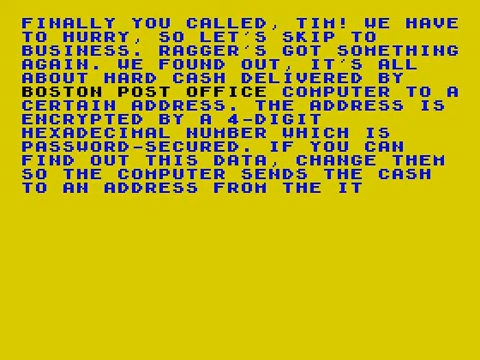 FINALLY YOU CALLED, TIM! WE HAVE
TO HURRY, SO LET'S SKIP TO
BUSINESS. RAGGER'S GOT SOMETHING
AGAIN. WE FOUND OUT, IT'S ALL
ABOUT HARD CASH DELIVERED BY
BOSTON POST OFFICE COMPUTER TO A
CERTAIN ADDRESS. THE ADDRESS IS
ENCRYPTED BY A 4-DIGIT
HEXADECIMAL NUMBER WHICH IS
PASSWORD-SECURED. IF YOU CAN
FIND OUT THIS DATA, CHANGE THEM
SO THE COMPUTER SENDS THE CASH
TO AN ADDRESS FROM THE IT